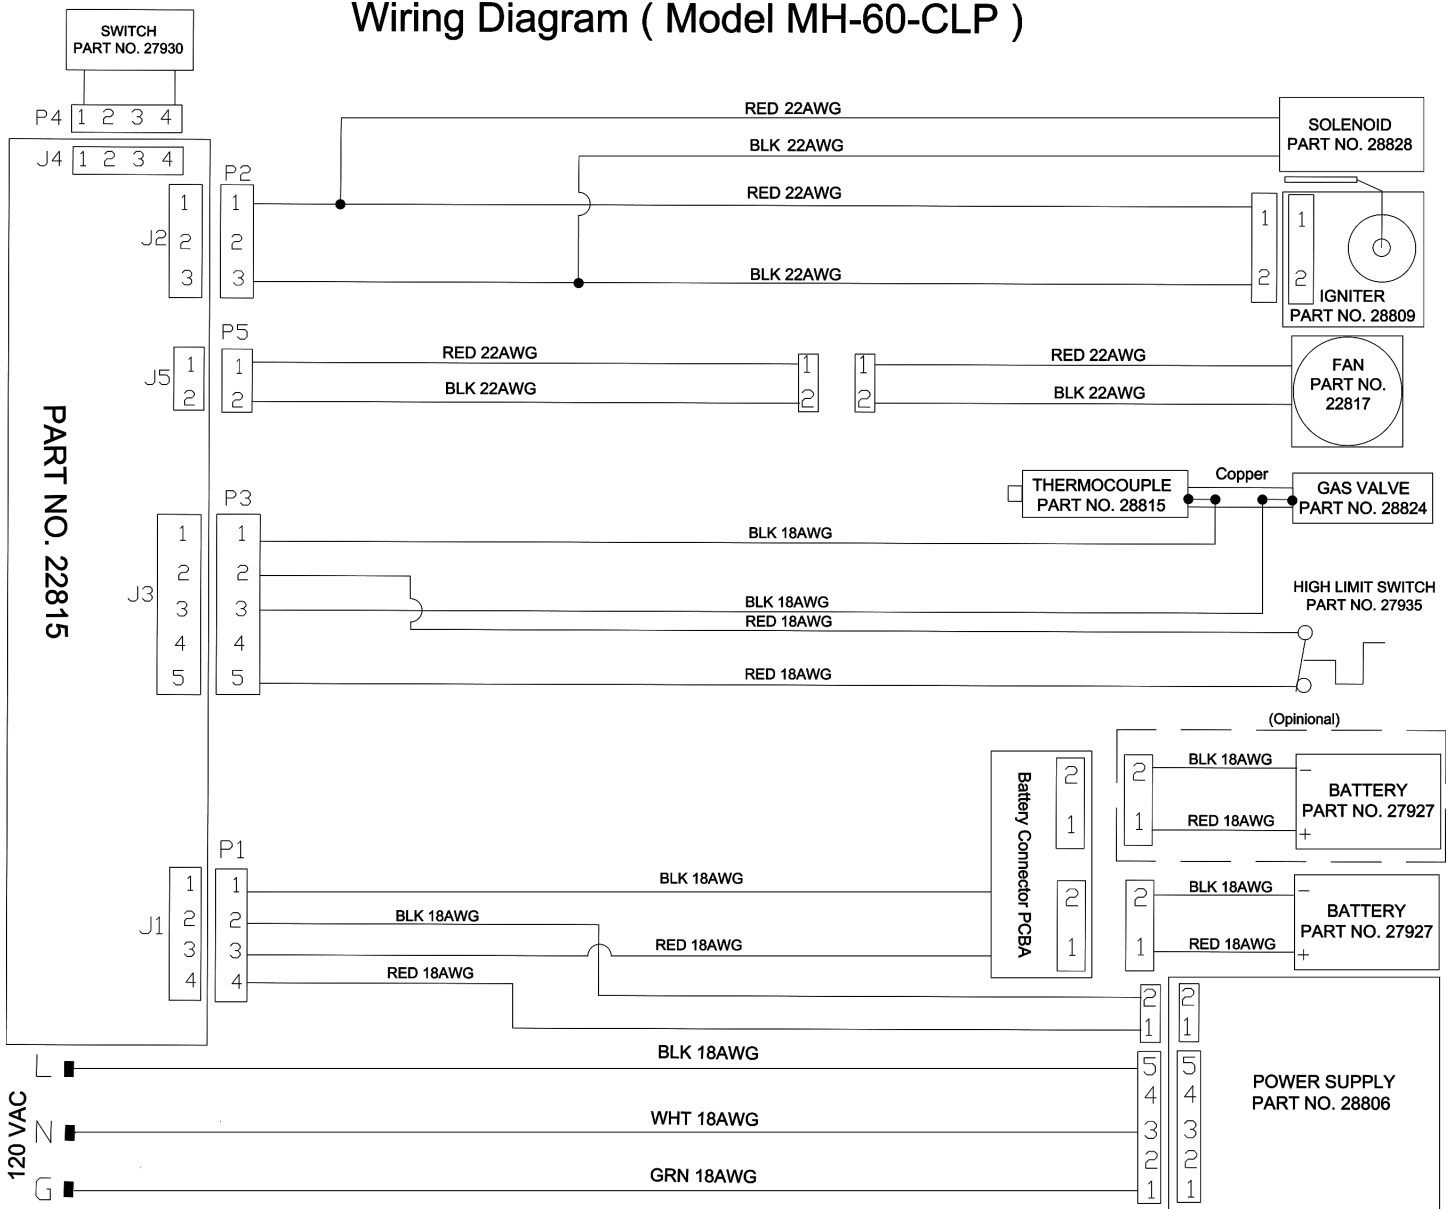 Wiring Diagram ( Model MH-60-CLP )
SWITCH
PART NO. 27930
P4 1 2 3 4
J4 1 2 3 4
PART NO. 22815
J2
1
2
3
P2
1
2
3
RED 22AWG
BLK 22AWG
RED 22AWG
BLK 22AWG
SOLENOID
PART NO. 28828
1
2
1
2
IGNITER
PART NO. 28809
J5
1
2
P5
1
2
RED 22AWG
BLK 22AWG
1
2
1
2
RED 22AWG
BLK 22AWG
FAN
PART NO.
22817
J3
1
2
3
4
5
P3
1
2
3
4
5
BLK 18AWG
BLK 18AWG
RED 18AWG
RED 18AWG
THERMOCOUPLE
PART NO. 28815
Copper
GAS VALVE
PART NO. 28824
HIGH LIMIT SWITCH
PART NO. 27935
(Opinional)
Battery Connector PCBA
2
1
2
1
2
1
BLK 18AWG
RED 18AWG
−
+
BATTERY
PART NO. 27927
2
1
BLK 18AWG
RED 18AWG
−
+
BATTERY
PART NO. 27927
J1
1
2
3
4
P1
1
2
3
4
BLK 18AWG
BLK 18AWG
RED 18AWG
RED 18AWG
2
1
2
1
120 VAC
L
N
G
BLK 18AWG
WHT 18AWG
GRN 18AWG
5
4
3
2
1
5
4
3
2
1
POWER SUPPLY
PART NO. 28806